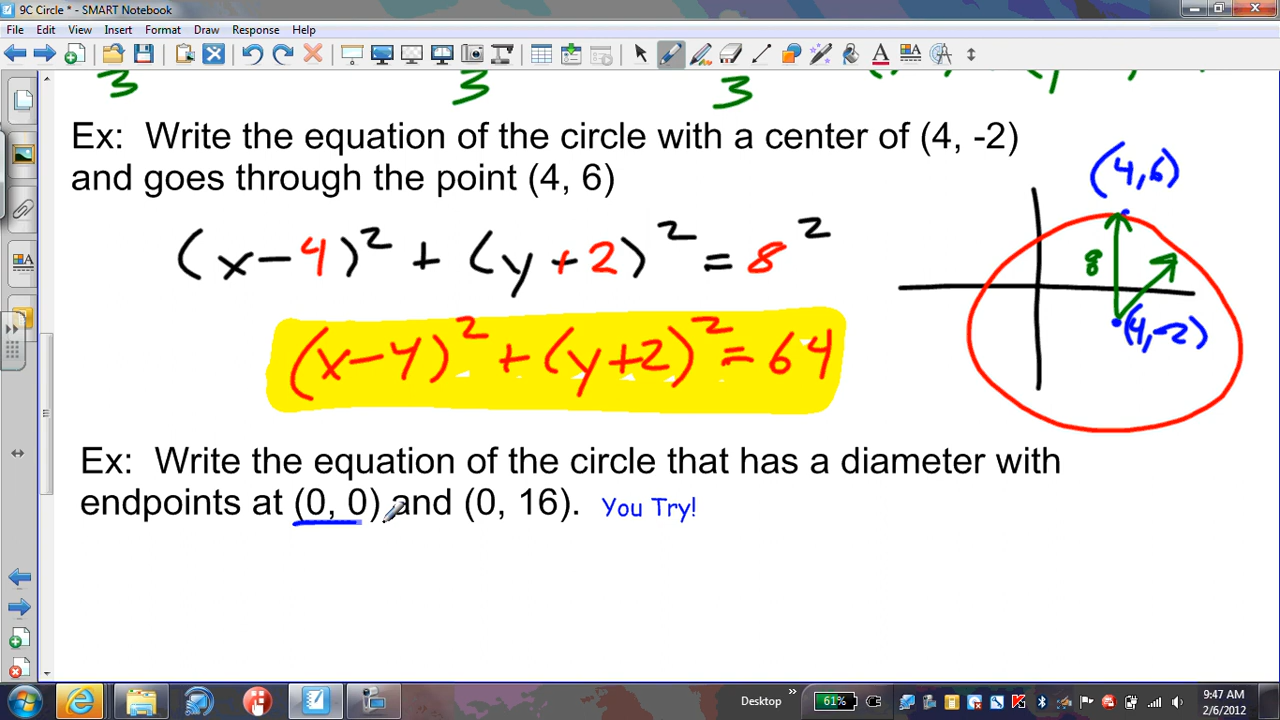 9C Circle * - SMART Notebook
File Edit View Insert Format Draw Response Help
3 3 3
Ex: Write the equation of the circle with a center of (4, -2)
and goes through the point (4, 6)
(x-4)² + (y+2)² = 8²
(x-4)² + (y+2)² = 64
(4,6)
8
(4,-2)
Ex: Write the equation of the circle that has a diameter with
endpoints at (0, 0) and (0, 16). You Try!
Desktop » 61% 9:47 AM
2/6/2012